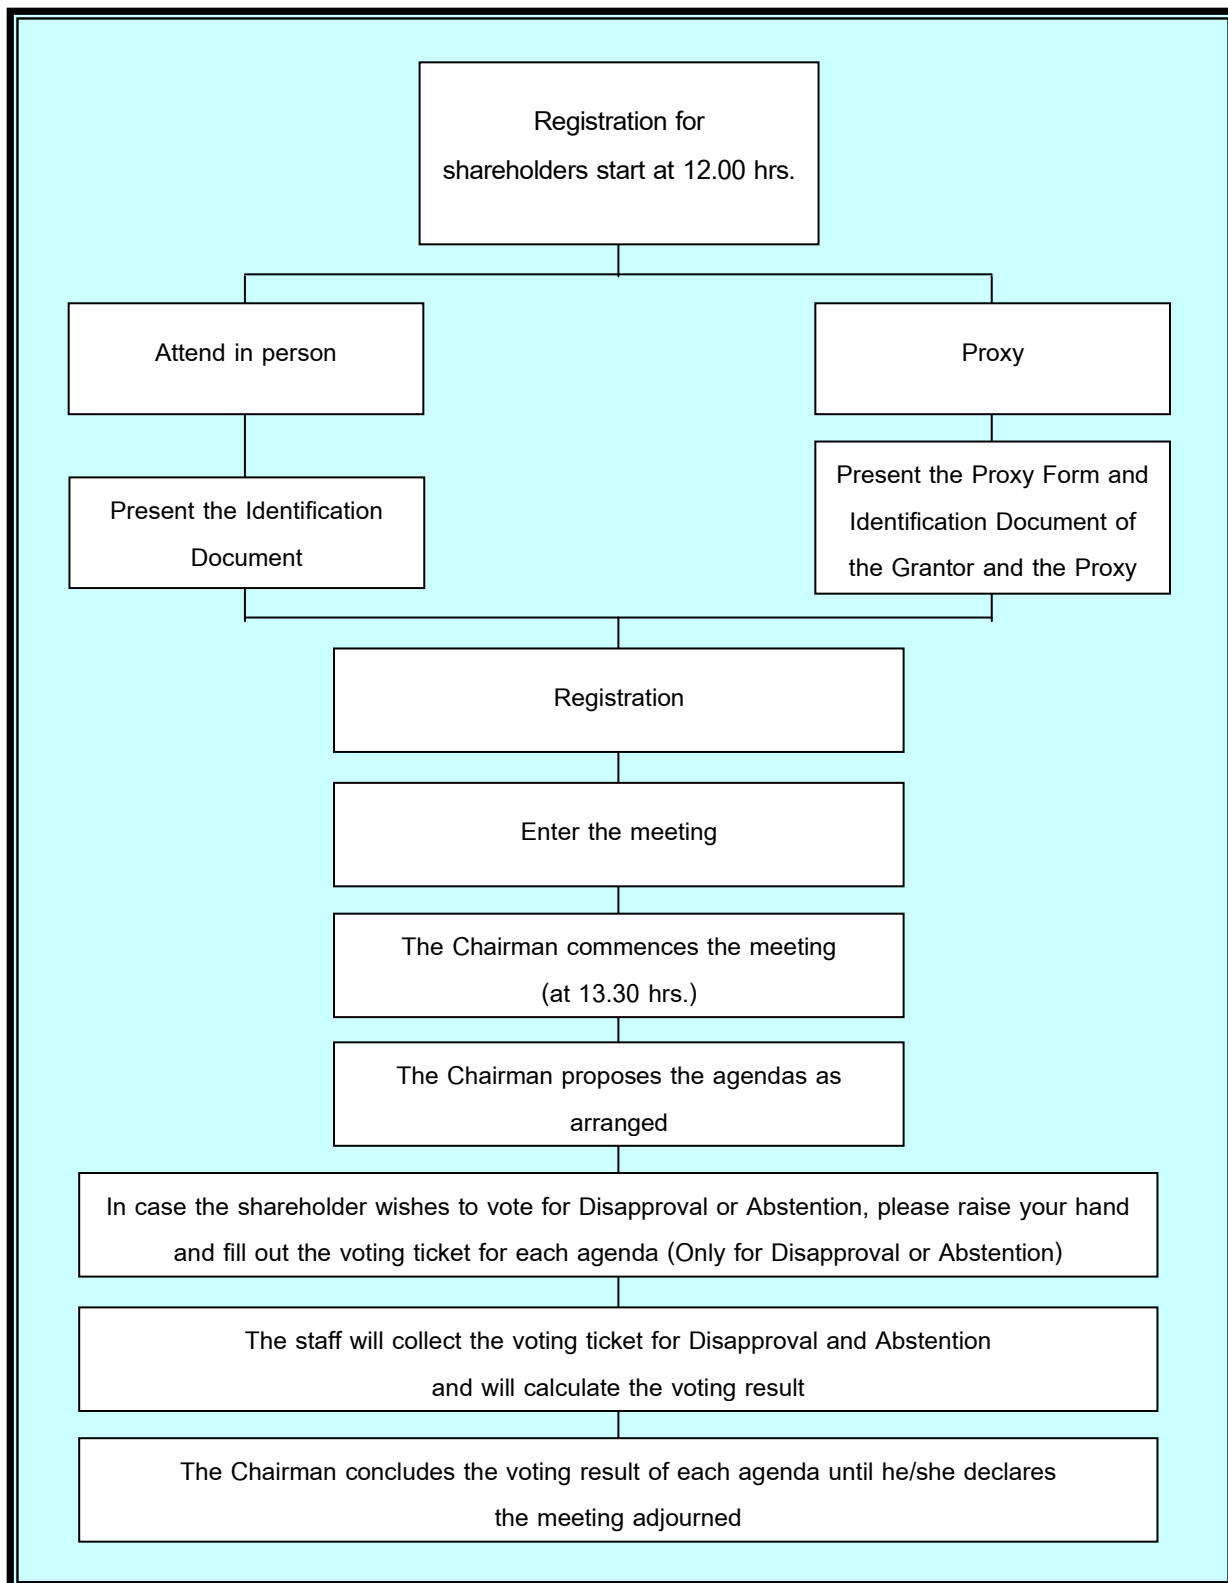 Registration for
shareholders start at 12.00 hrs.
Attend in person
Proxy
Present the Identification
Document
Present the Proxy Form and
Identification Document of
the Grantor and the Proxy
Registration
Enter the meeting
The Chairman commences the meeting
(at 13.30 hrs.)
The Chairman proposes the agendas as
arranged
In case the shareholder wishes to vote for Disapproval or Abstention, please raise your hand
and fill out the voting ticket for each agenda (Only for Disapproval or Abstention)
The staff will collect the voting ticket for Disapproval and Abstention
and will calculate the voting result
The Chairman concludes the voting result of each agenda until he/she declares
the meeting adjourned